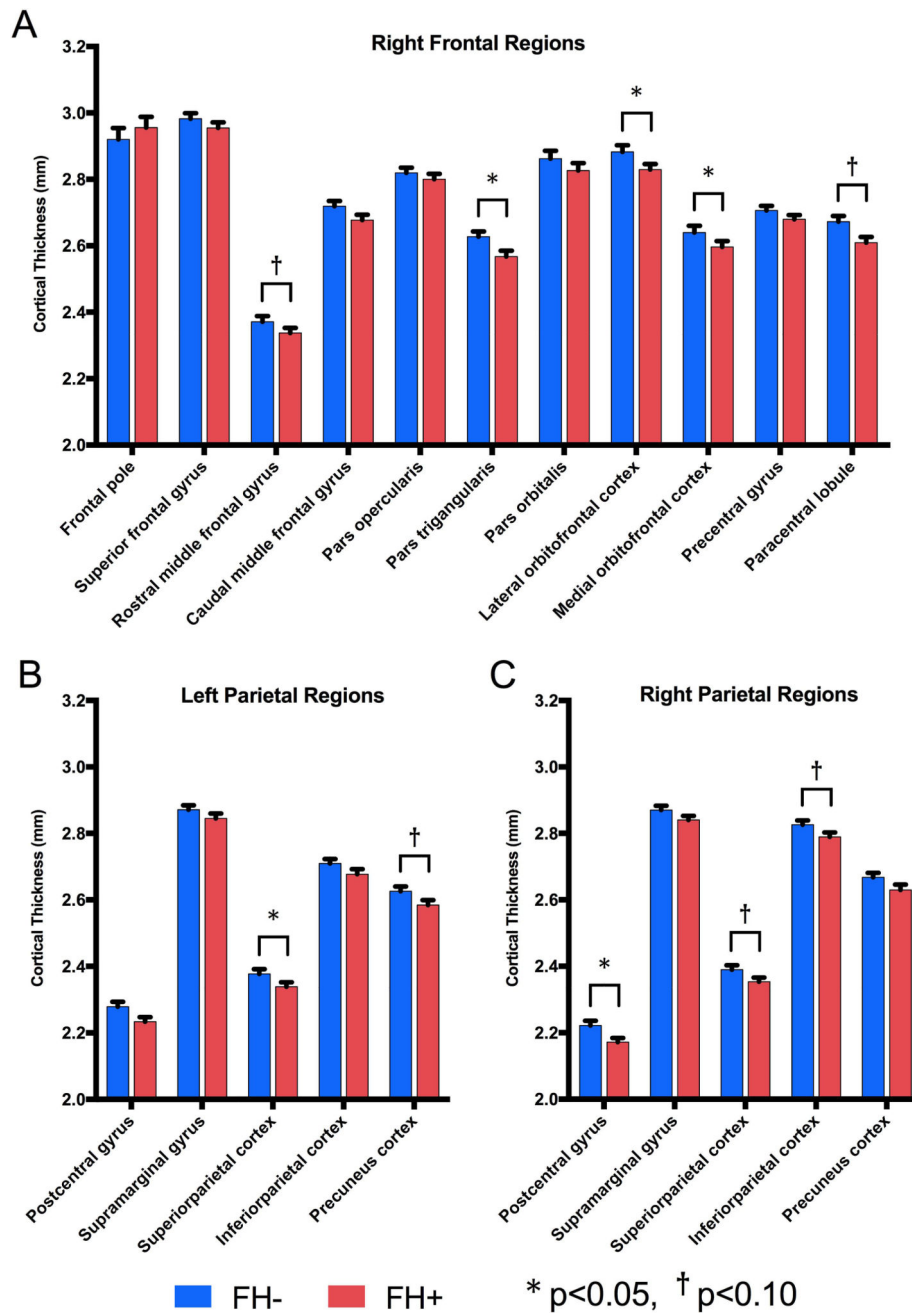 A
Right Frontal Regions
Cortical Thickness (mm)
3.2
3.0
2.8
2.6
2.4
2.2
2.0
†
*
*
*
†
Frontal pole
Superior frontal gyrus
Rostral middle frontal gyrus
Caudal middle frontal gyrus
Pars opercularis
Pars trigangularis
Pars orbitalis
Lateral orbitofrontal cortex
Medial orbitofrontal cortex
Precentral gyrus
Paracentral lobule
B
Left Parietal Regions
Cortical Thickness (mm)
3.2
3.0
2.8
2.6
2.4
2.2
2.0
*
†
Postcentral gyrus
Supramarginal gyrus
Superiorparietal cortex
Inferiorparietal cortex
Precuneus cortex
C
Right Parietal Regions
Cortical Thickness (mm)
3.2
3.0
2.8
2.6
2.4
2.2
2.0
*
†
†
Postcentral gyrus
Supramarginal gyrus
Superiorparietal cortex
Inferiorparietal cortex
Precuneus cortex
FH- FH+ * p<0.05, † p<0.10